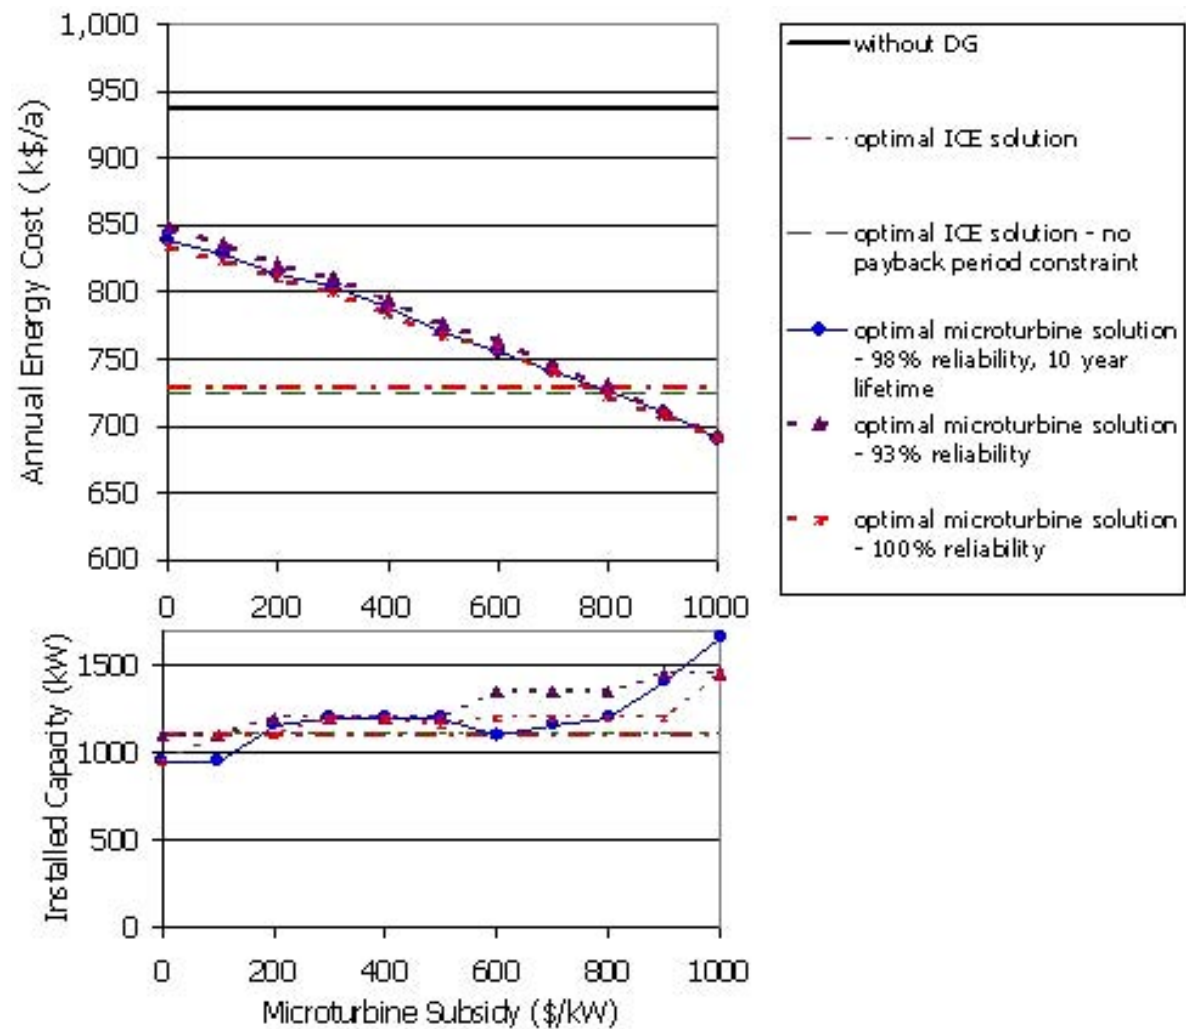 1,000
950
900
850
800
750
700
650
600
Annual Energy Cost ( k$/a)
0 200 400 600 800 1000
without DG
optimal ICE solution
optimal ICE solution - no
payback period constraint
optimal microturbine solution
- 98% reliability, 10 year
lifetime
optimal microturbine solution
- 93% reliability
optimal microturbine solution
- 100% reliability
1500
1000
500
0
Installed Capacity (kW)
0 200 400 600 800 1000
Microturbine Subsidy ($/kW)